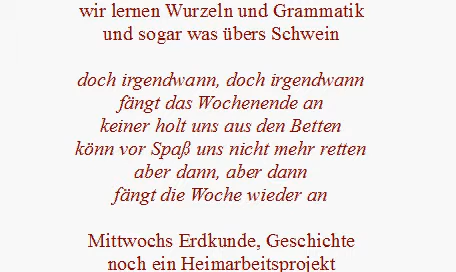 wir lernen Wurzeln und Grammatik
und sogar was übers Schwein
doch irgendwann, doch irgendwann
fängt das Wochenende an
keiner holt uns aus den Betten
könn vor Spaß uns nicht mehr retten
aber dann, aber dann
fängt die Woche wieder an
Mittwochs Erdkunde, Geschichte
noch ein Heimarbeitsprojekt